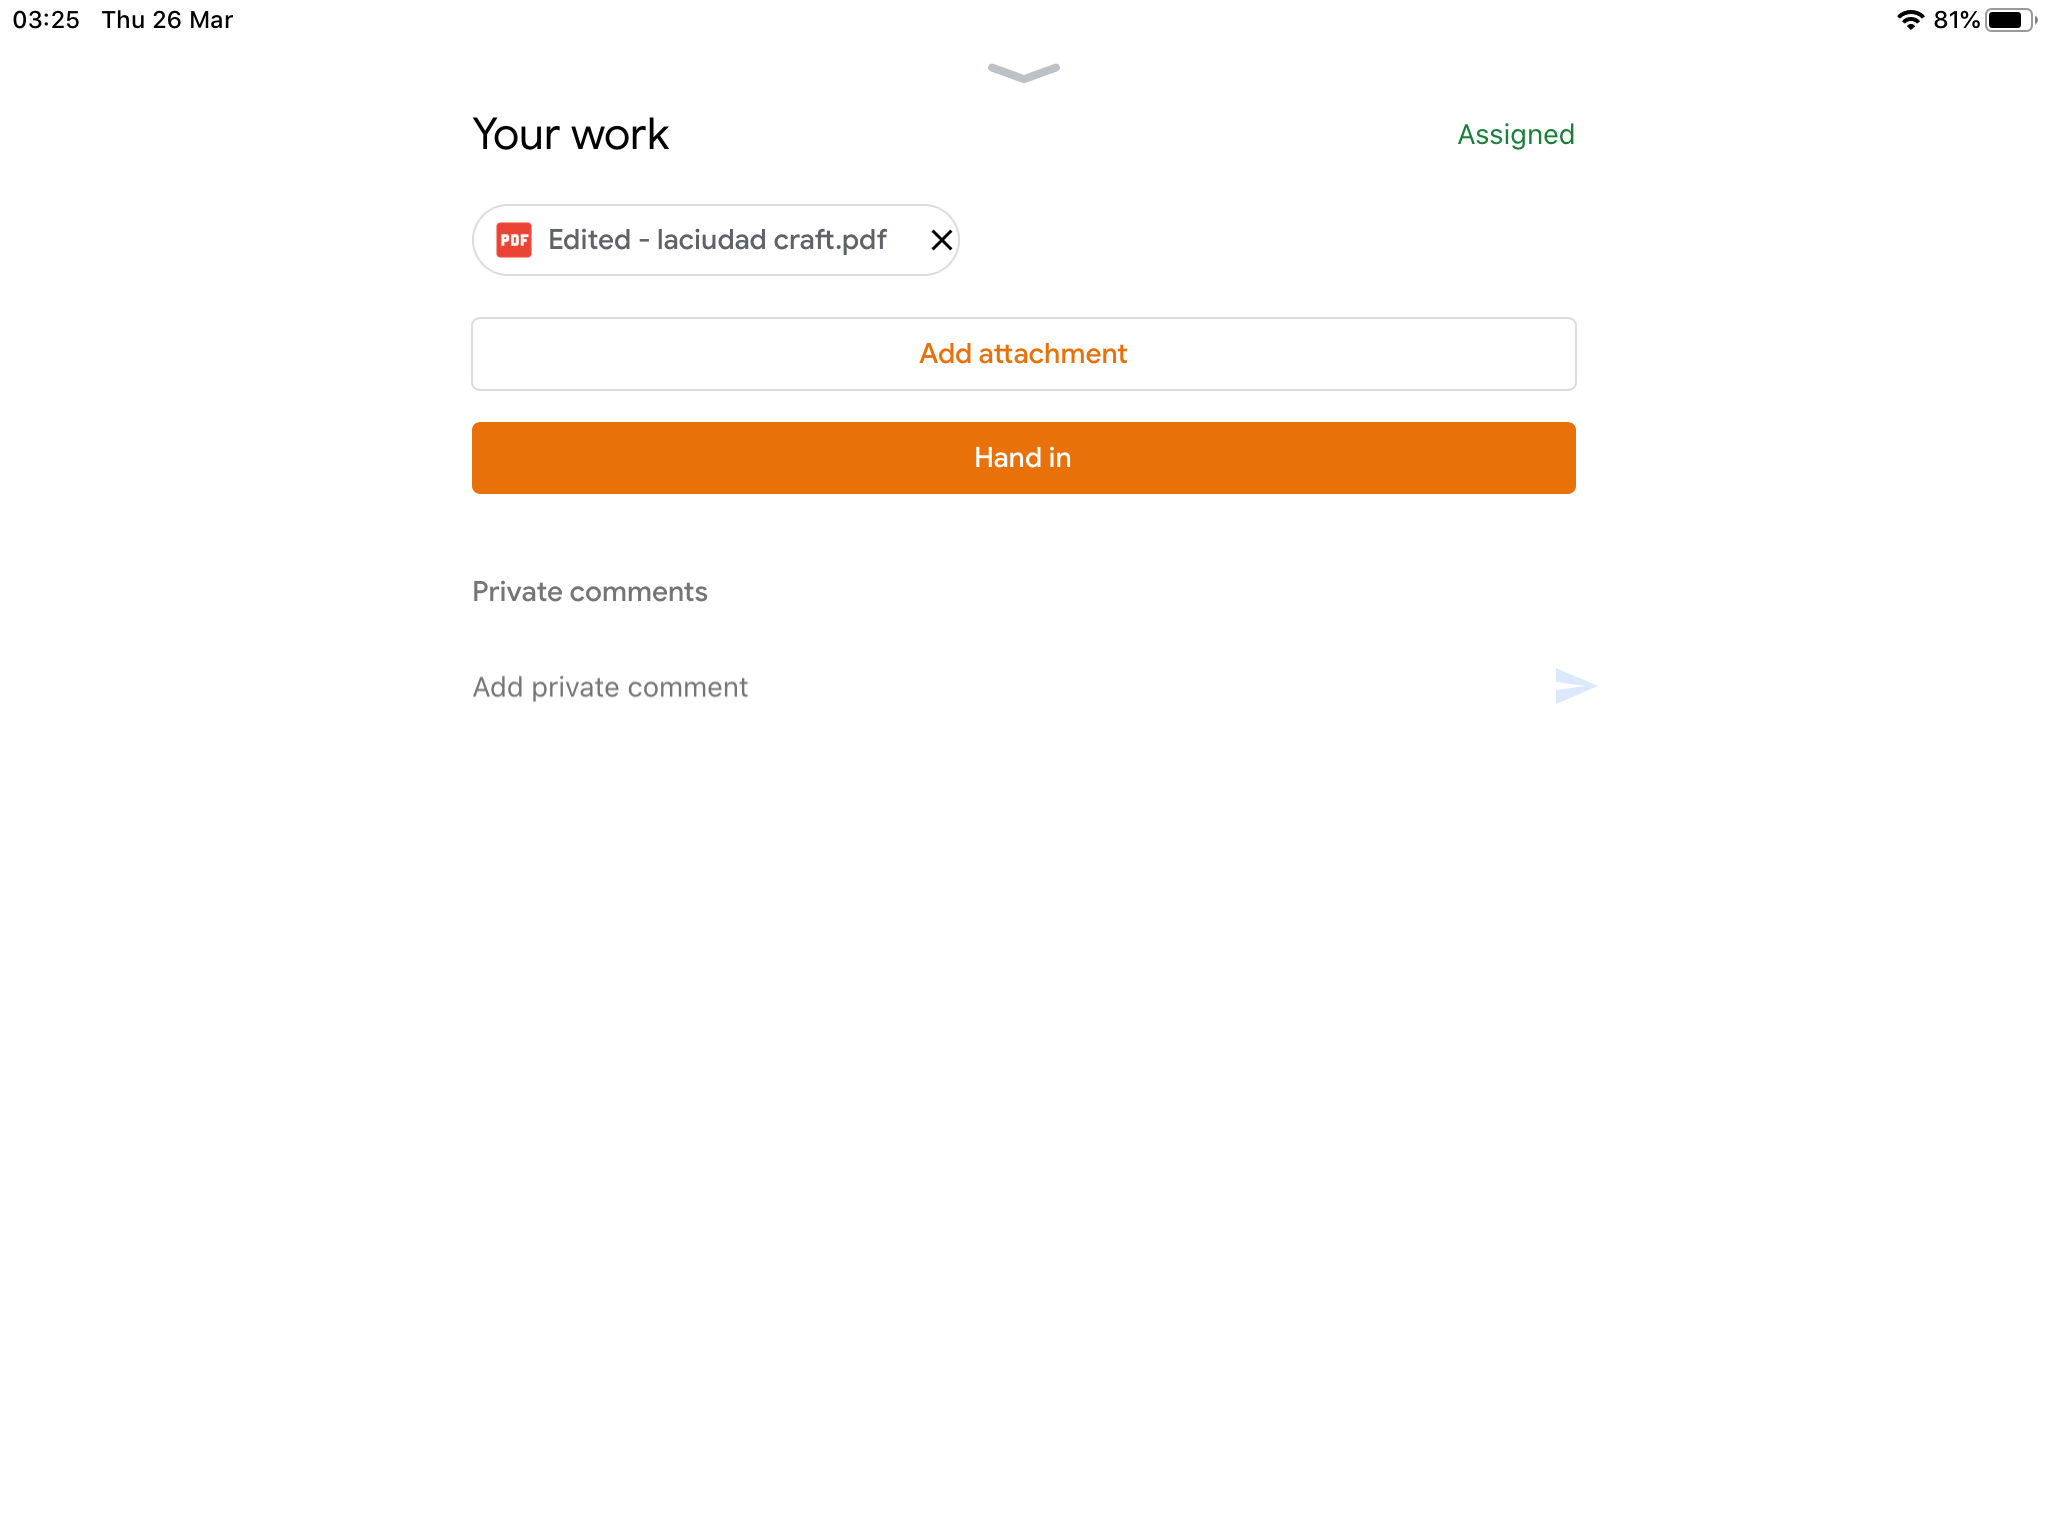 03:25 Thu 26 Mar 81%
Your work Assigned
PDF Edited - laciudad craft.pdf
Add attachment
Hand in
Private comments
Add private comment